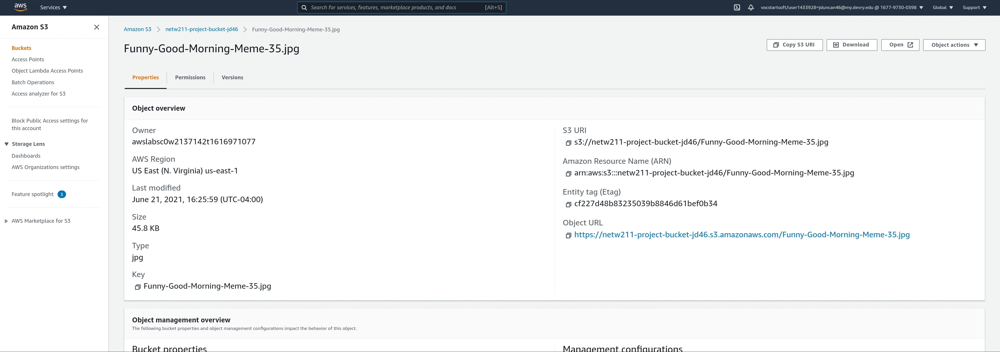 aws
Services
Search for services, features, marketplace products, and docs [Alt+S]
vocstartsoft/user1433928=jduncan46@my.devry.edu @ 1677-9730-0398
Global
Support
Amazon S3
Buckets
Access Points
Object Lambda Access Points
Batch Operations
Access analyzer for S3
Block Public Access settings for
this account
Storage Lens
Dashboards
AWS Organizations settings
Feature spotlight 3
AWS Marketplace for S3
Amazon S3 netw211-project-bucket-jd46 Funny-Good-Morning-Meme-35.jpg
Funny-Good-Morning-Meme-35.jpg
Copy S3 URI
Download
Open
Object actions
Properties Permissions Versions
Object overview
Owner
awslabsc0w2137142t1616971077
AWS Region
US East (N. Virginia) us-east-1
Last modified
June 21, 2021, 16:25:59 (UTC-04:00)
Size
45.8 KB
Type
jpg
Key
Funny-Good-Morning-Meme-35.jpg
S3 URI
s3://netw211-project-bucket-jd46/Funny-Good-Morning-Meme-35.jpg
Amazon Resource Name (ARN)
arn:aws:s3:::netw211-project-bucket-jd46/Funny-Good-Morning-Meme-35.jpg
Entity tag (Etag)
cf227d48b83235039b8846d61bef0b34
Object URL
https://netw211-project-bucket-jd46.s3.amazonaws.com/Funny-Good-Morning-Meme-35.jpg
Object management overview
The following bucket properties and object management configurations impact the behavior of this object.
Bucket properties
Management configurations